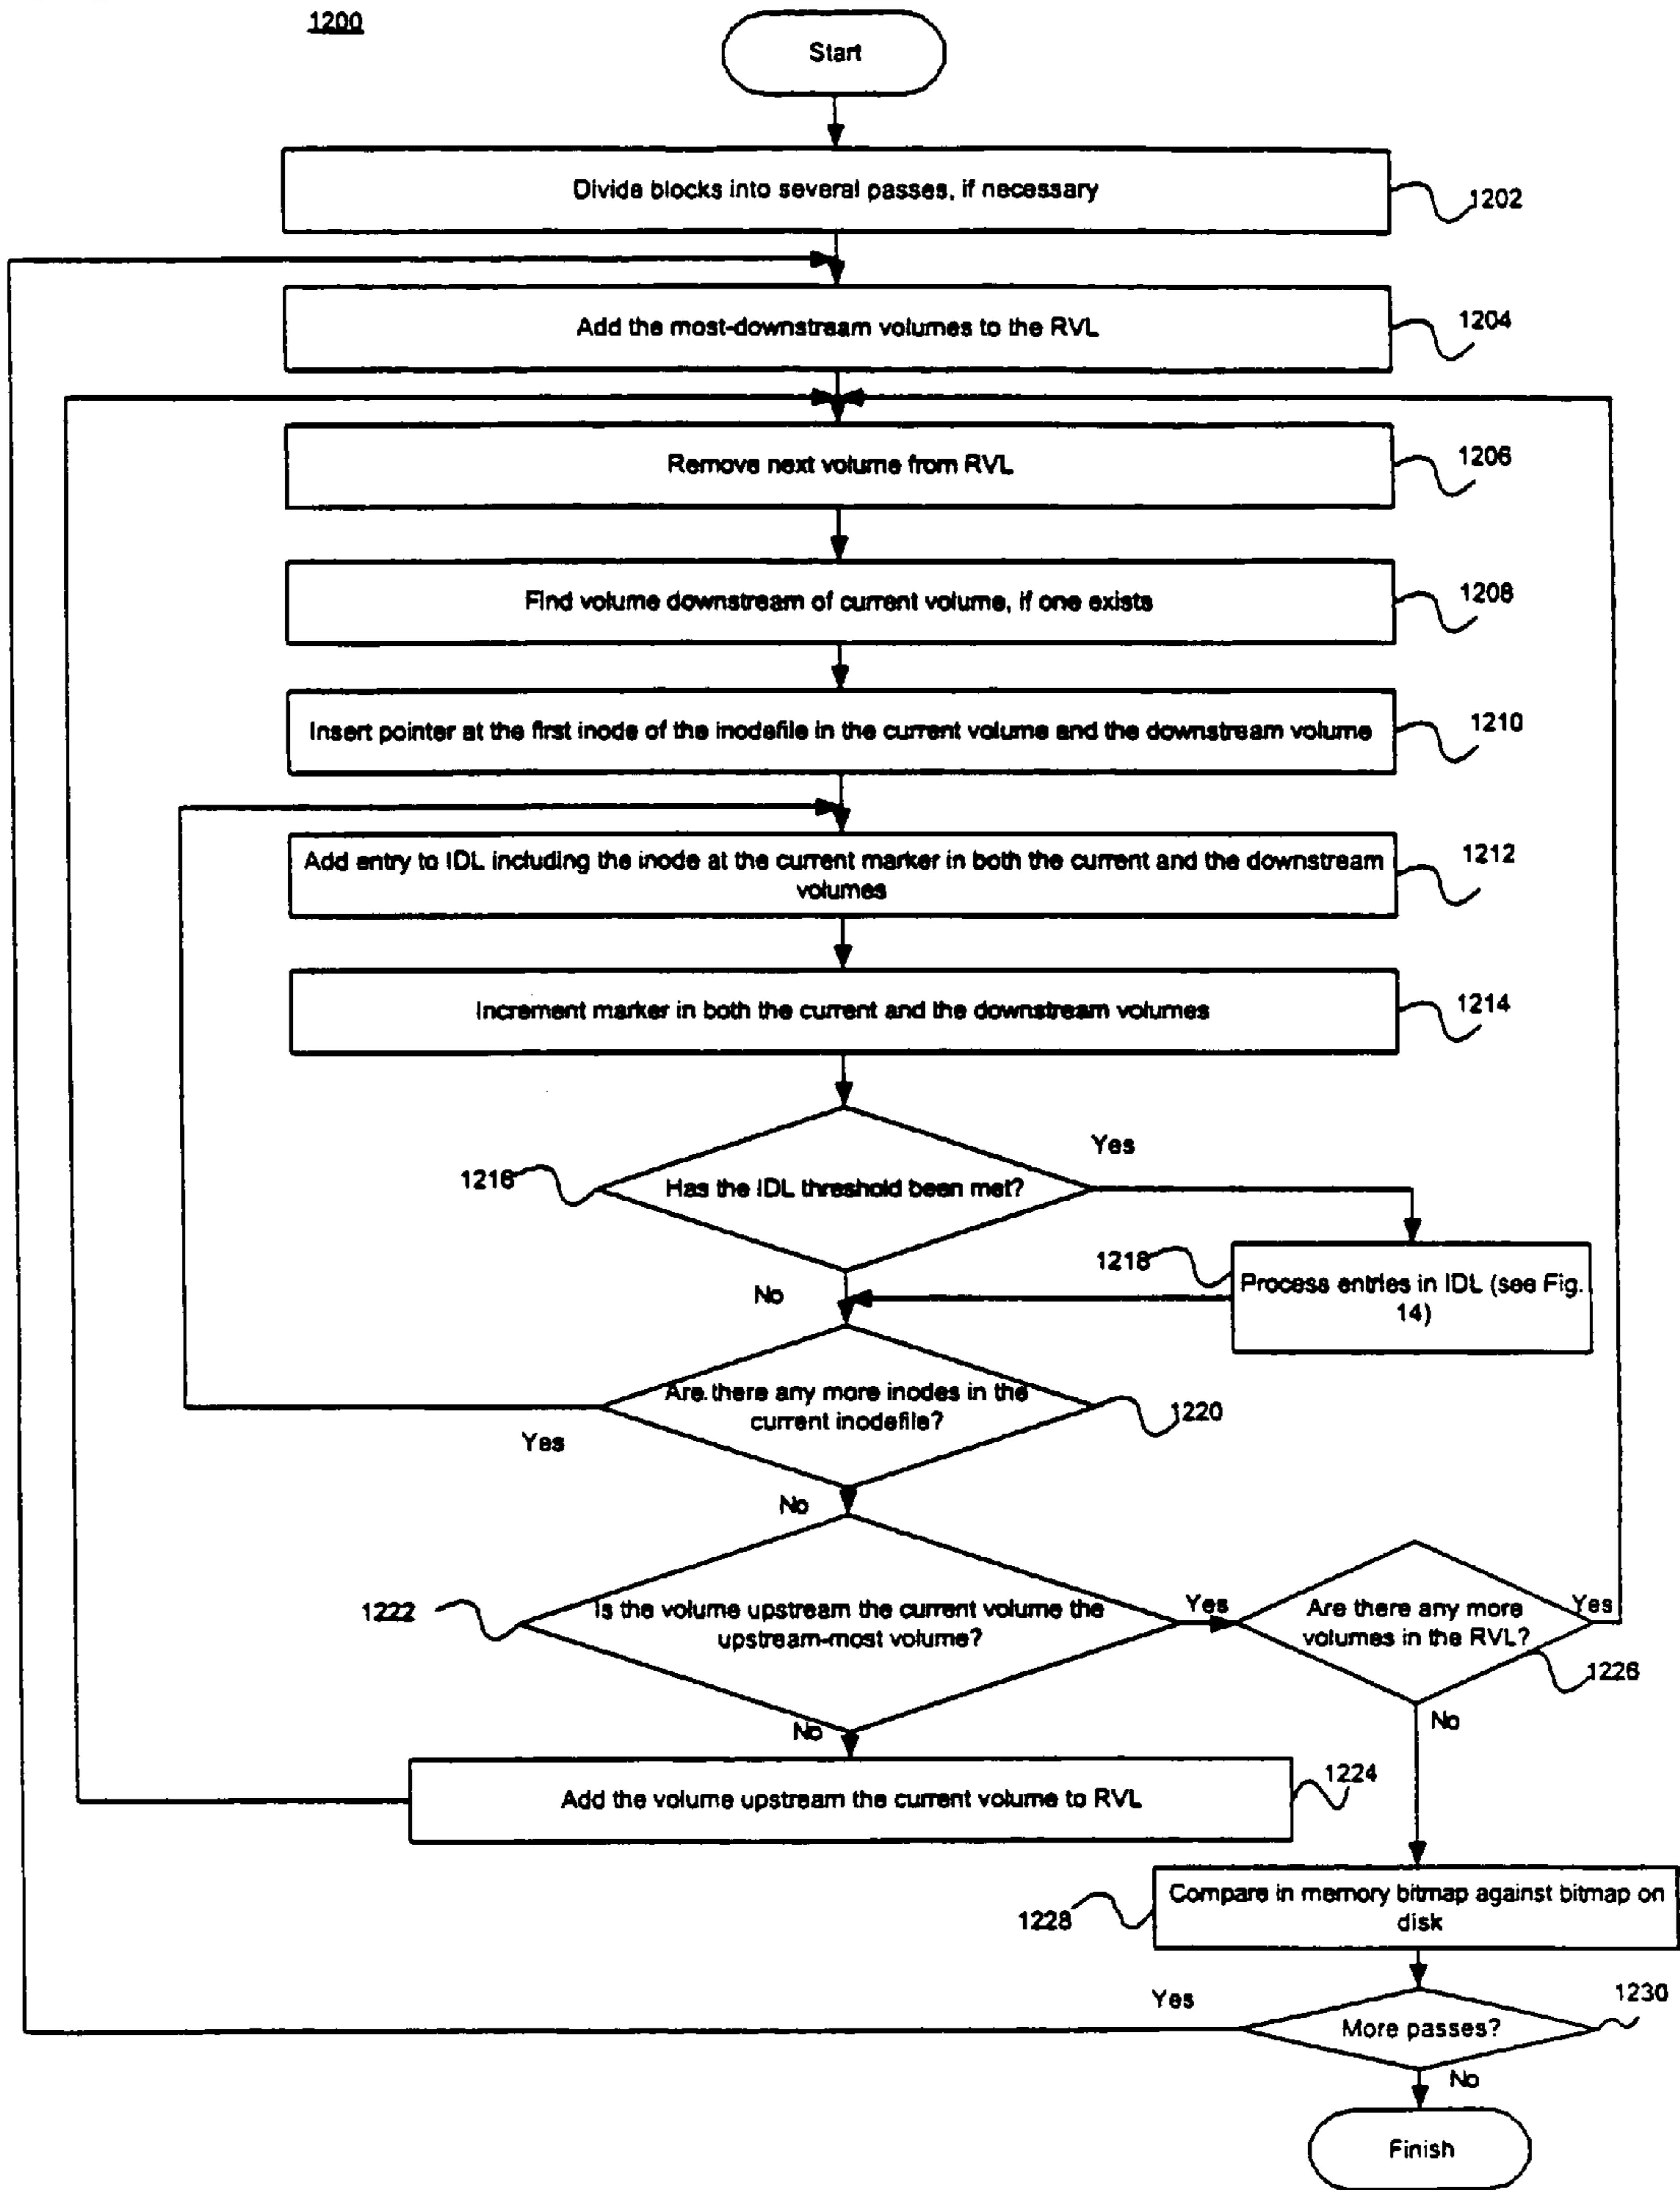 1200
Start
Divide blocks into several passes, if necessary
1202
Add the most-downstream volumes to the RVL
1204
Remove next volume from RVL
1206
Find volume downstream of current volume, if one exists
1208
Insert pointer at the first inode of the inodefile in the current volume and the downstream volume
1210
Add entry to IDL including the inode at the current marker in both the current and the downstream
volumes
1212
Increment marker in both the current and the downstream volumes
1214
Yes
1216
Has the IDL threshold been met?
1218
Process entries in IDL (see Fig.
14)
No
Are there any more inodes in the
current inodefile?
1220
Yes
No
1222
Is the volume upstream the current volume the
upstream-most volume?
Yes
Are there any more
volumes in the RVL?
Yes
1226
No
No
Add the volume upstream the current volume to RVL
1224
Compare in memory bitmap against bitmap on
disk
1228
Yes
1230
More passes?
No
Finish